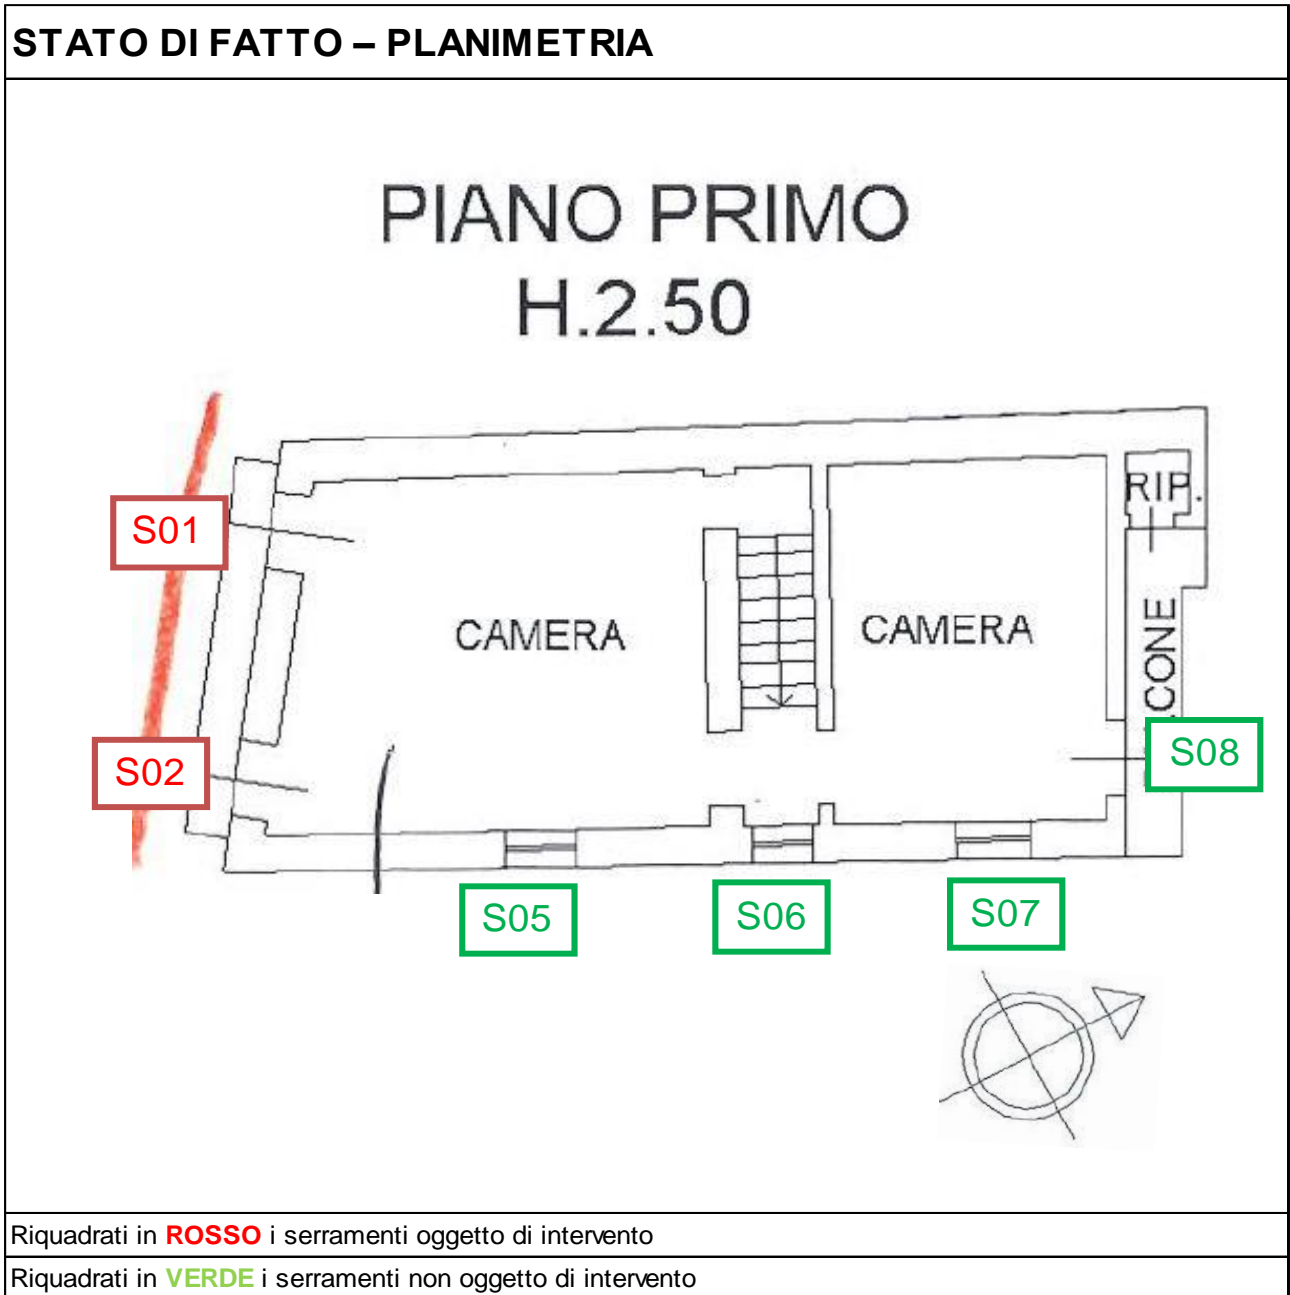 STATO DI FATTO – PLANIMETRIA
PIANO PRIMO
H.2.50
RIP.
S01
CAMERA
CAMERA
S02
S08
S05
S06
S07
Riquadrati in ROSSO i serramenti oggetto di intervento
Riquadrati in VERDE i serramenti non oggetto di intervento